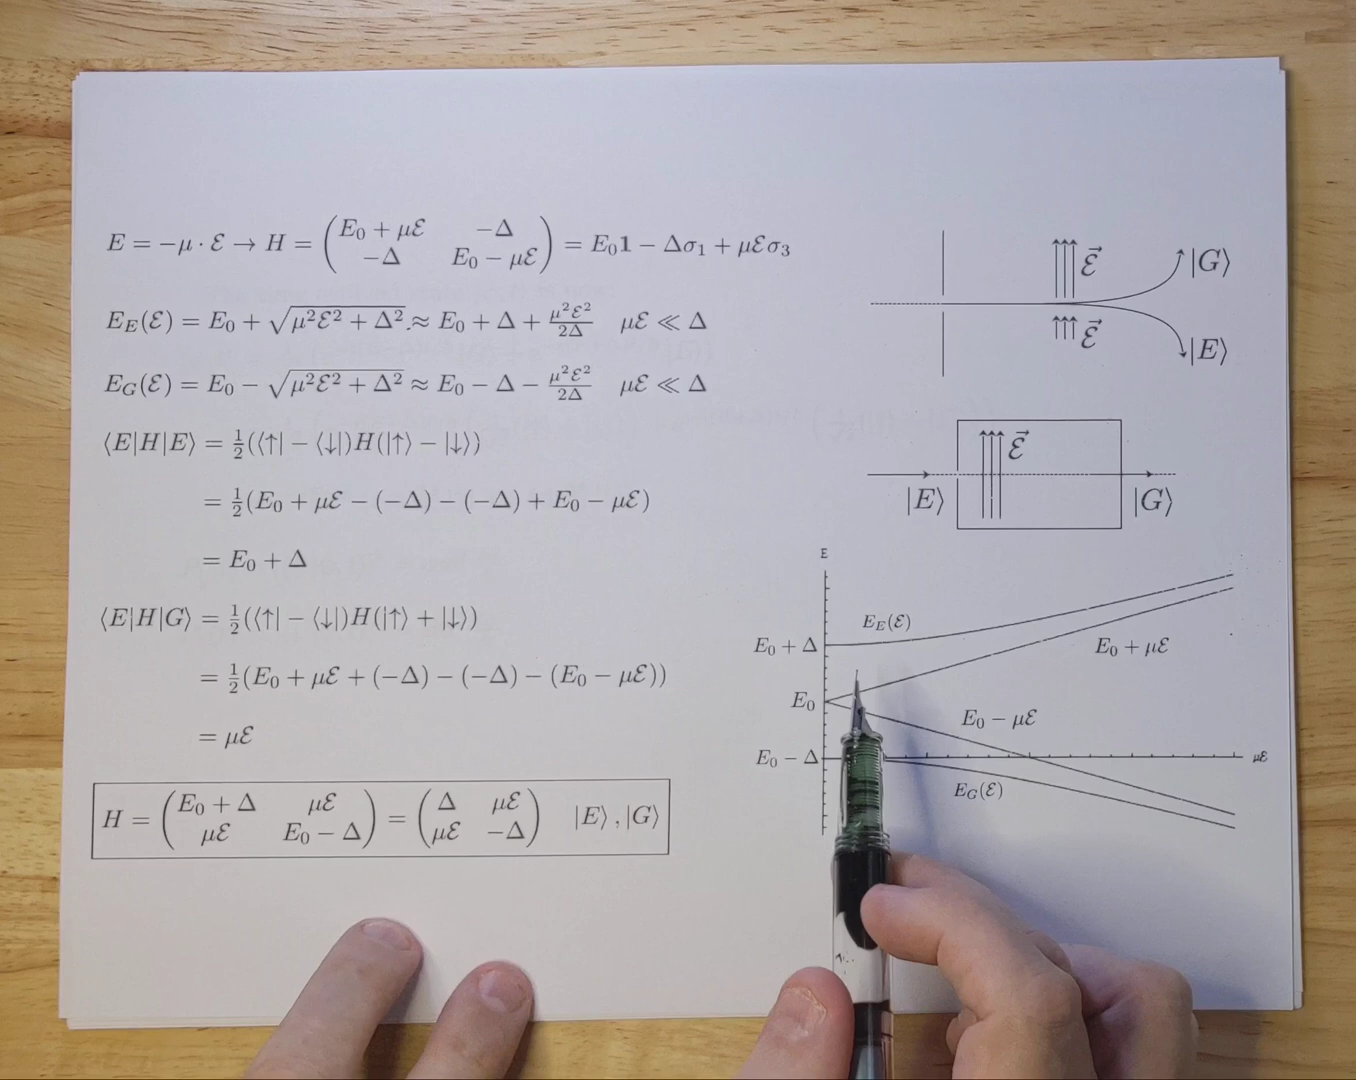 E = −μ · ℰ → H = ( E₀ + μℰ   −Δ ; −Δ   E₀ − μℰ ) = E₀𝟏 − Δσ₁ + μℰσ₃
E_E(ℰ) = E₀ + √(μ²ℰ² + Δ²) ≈ E₀ + Δ + μ²ℰ²/2Δ   μℰ ≪ Δ
E_G(ℰ) = E₀ − √(μ²ℰ² + Δ²) ≈ E₀ − Δ − μ²ℰ²/2Δ   μℰ ≪ Δ
⟨E|H|E⟩ = ½(⟨↑| − ⟨↓|)H(|↑⟩ − |↓⟩)
= ½(E₀ + μℰ − (−Δ) − (−Δ) + E₀ − μℰ)
= E₀ + Δ
⟨E|H|G⟩ = ½(⟨↑| − ⟨↓|)H(|↑⟩ + |↓⟩)
= ½(E₀ + μℰ + (−Δ) − (−Δ) − (E₀ − μℰ))
= μℰ
H = ( E₀ + Δ   μℰ ; μℰ   E₀ − Δ ) = ( Δ   μℰ ; μℰ   −Δ )   |E⟩, |G⟩
ℰ⃗
|G⟩
ℰ⃗
|E⟩
ℰ⃗
|E⟩
|G⟩
E
E_E(ℰ)
E₀ + Δ
E₀ + μℰ
E₀
E₀ − μℰ
E₀ − Δ
μℰ
E_G(ℰ)